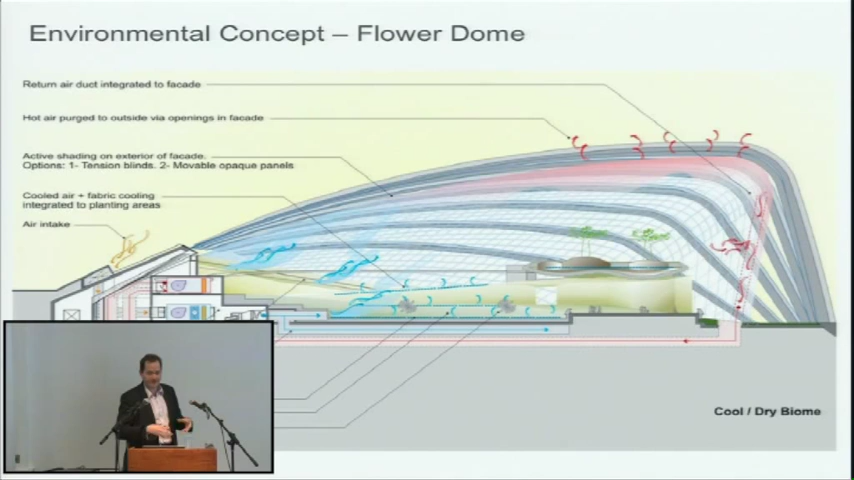 Environmental Concept – Flower Dome
Return air duct integrated to facade
Hot air purged to outside via openings in facade
Active shading on exterior of facade.
Options: 1- Tension blinds. 2- Movable opaque panels
Cooled air + fabric cooling
integrated to planting areas
Air intake
Cool / Dry Biome